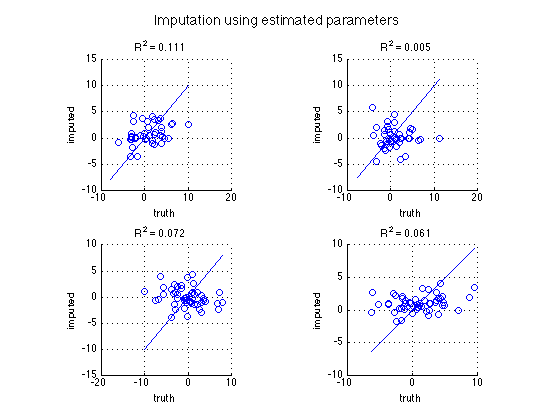 Imputation using estimated parameters
R² = 0.111
15
10
5
0
-5
-10
imputed
-10 0 10 20
truth
R² = 0.005
15
10
5
0
-5
-10
imputed
-10 0 10 20
truth
R² = 0.072
10
5
0
-5
-10
-15
imputed
-20 -10 0 10
truth
R² = 0.061
10
5
0
-5
-10
imputed
-10 0 10
truth